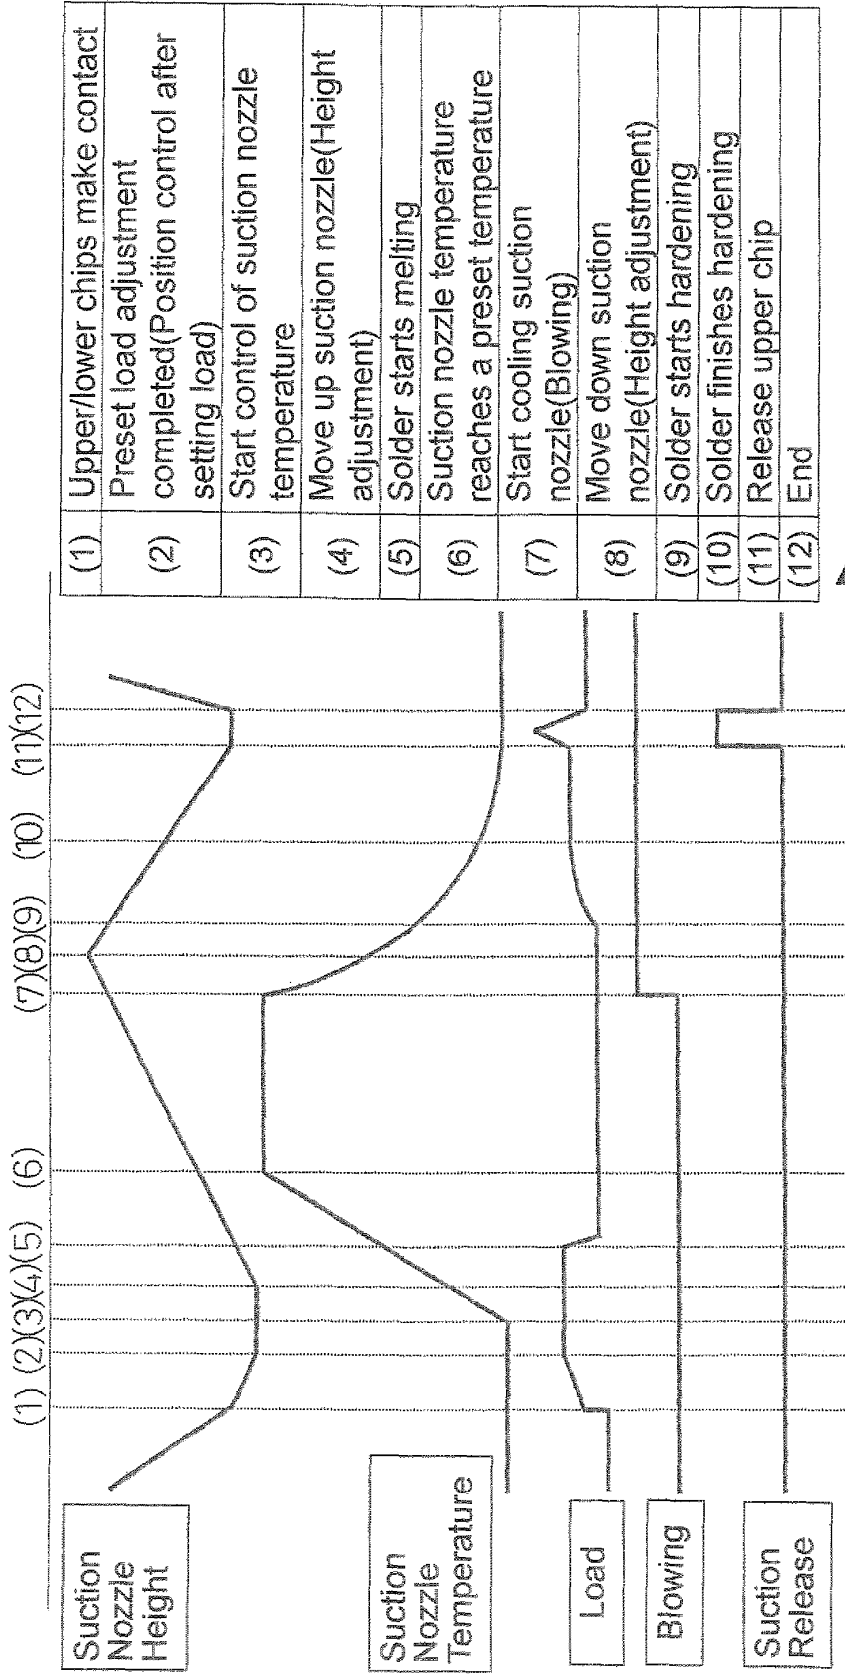 (1) (2)(3)(4)(5) (6) (7)(8)(9) (10) (11)(12)
Suction
Nozzle
Height
Suction
Nozzle
Temperature
Load
Blowing
Suction
Release
(1) Upper/lower chips make contact
(2) Preset load adjustment
completed(Position control after
setting load)
(3) Start control of suction nozzle
temperature
(4) Move up suction nozzle(Height
adjustment)
(5) Solder starts melting
(6) Suction nozzle temperature
reaches a preset temperature
(7) Start cooling suction
nozzle(Blowing)
(8) Move down suction
nozzle(Height adjustment)
(9) Solder starts hardening
(10) Solder finishes hardening
(11) Release upper chip
(12) End